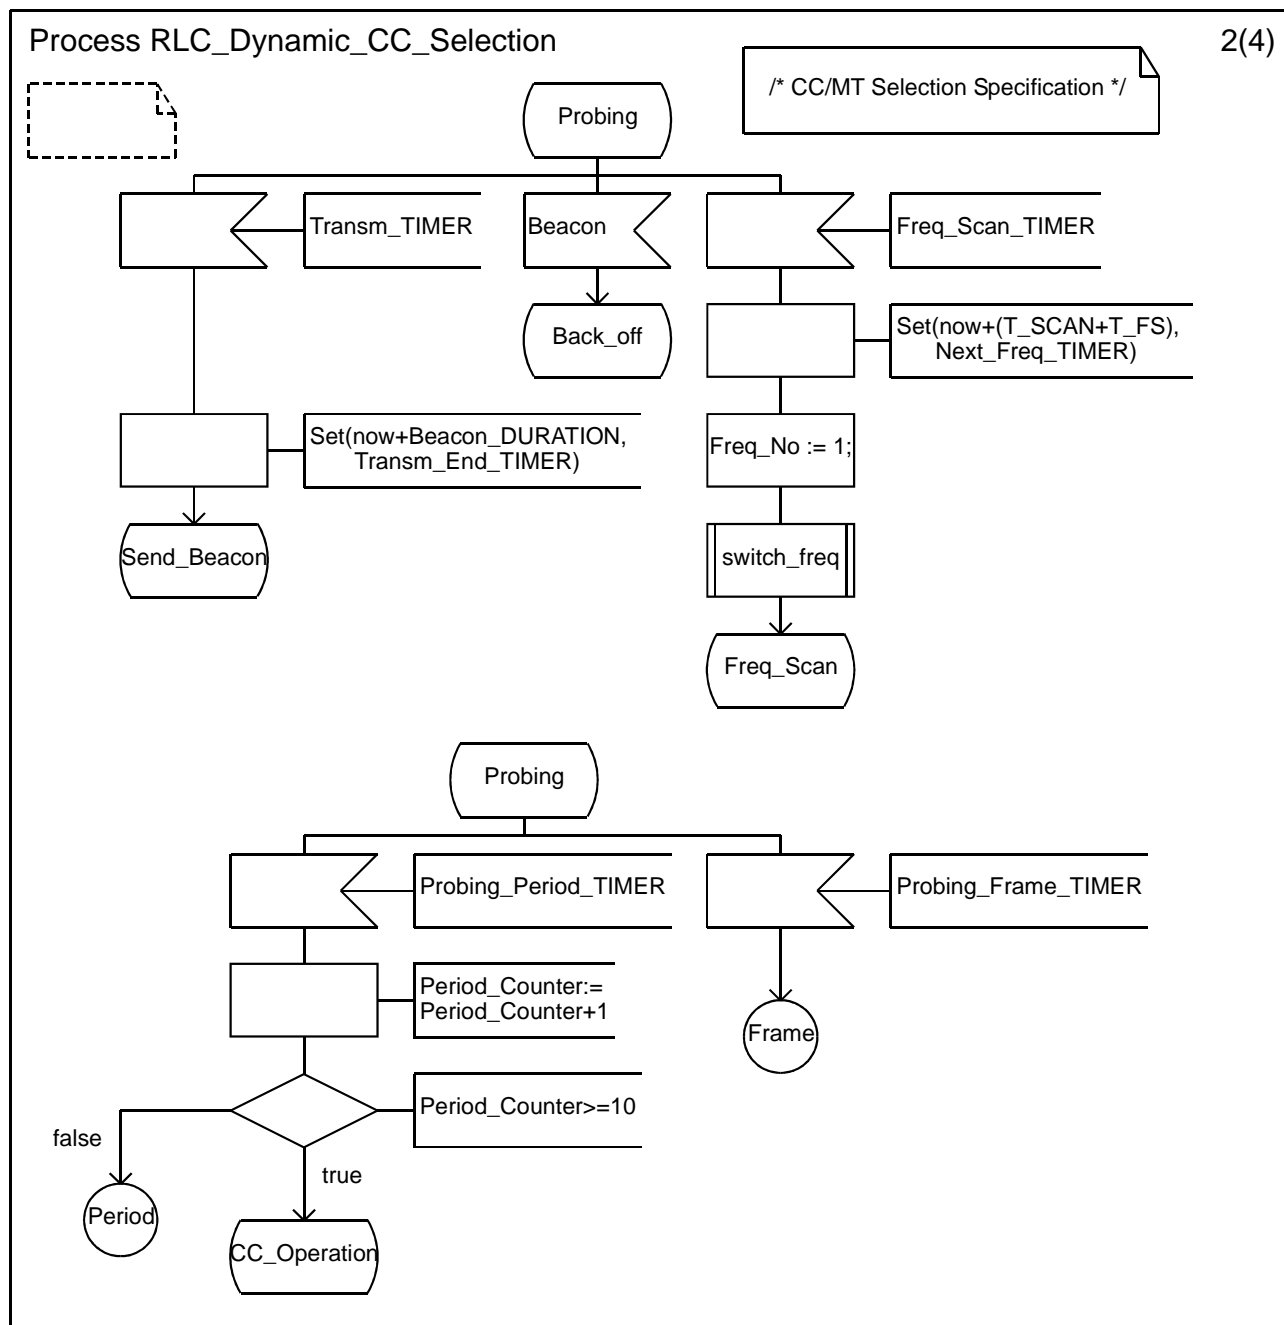 Process RLC_Dynamic_CC_Selection
2(4)
/* CC/MT Selection Specification */
Probing
Transm_TIMER
Beacon
Freq_Scan_TIMER
Back_off
Set(now+(T_SCAN+T_FS),
Next_Freq_TIMER)
Set(now+Beacon_DURATION,
Transm_End_TIMER)
Freq_No := 1;
Send_Beacon
switch_freq
Freq_Scan
Probing
Probing_Period_TIMER
Probing_Frame_TIMER
Period_Counter:=
Period_Counter+1
Frame
Period_Counter>=10
false
true
Period
CC_Operation